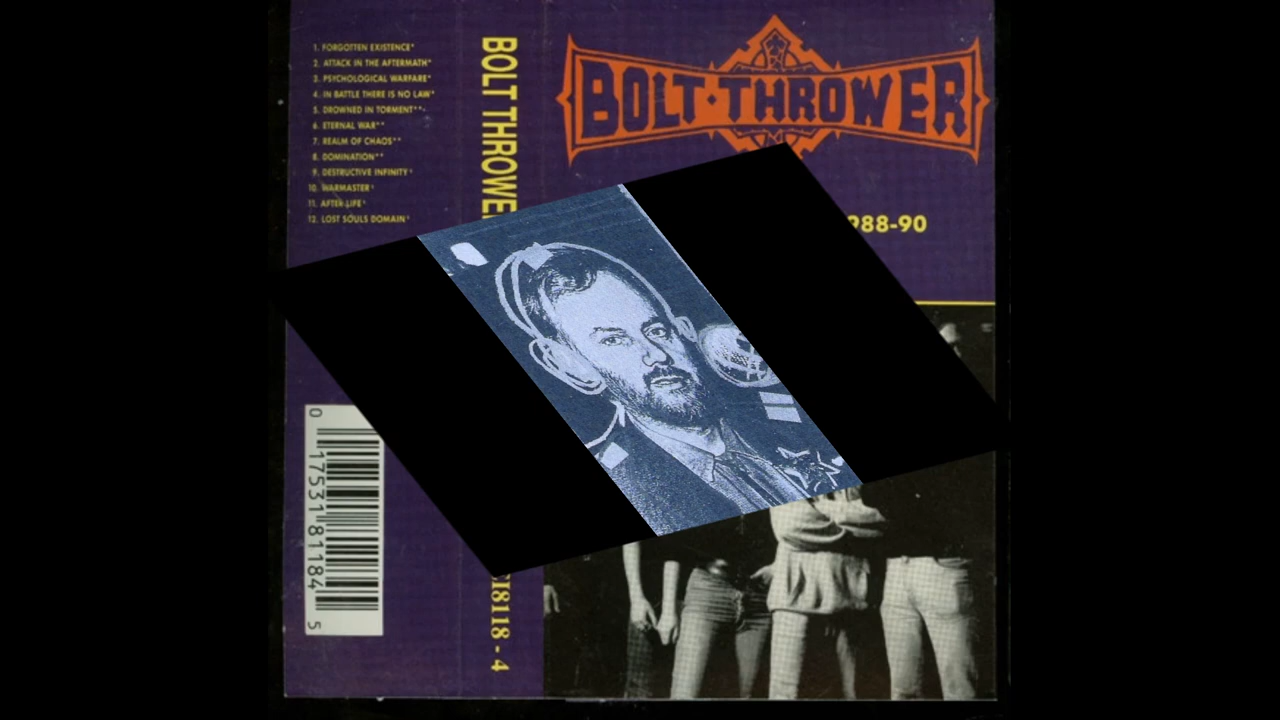 1. FORGOTTEN EXISTENCE*
2. ATTACK IN THE AFTERMATH*
3. PSYCHOLOGICAL WARFARE*
4. IN BATTLE THERE IS NO LAW*
5. DROWNED IN TORMENT**
6. ETERNAL WAR**
7. REALM OF CHAOS**
8. DOMINATION**
9. DESTRUCTIVE INFINITY
10. WARMASTER
11. AFTER-LIFE
12. LOST SOULS DOMAIN
BOLT THROWE
8118 - 4
BOLT·THROWER
988-90
0 17531 81184 5